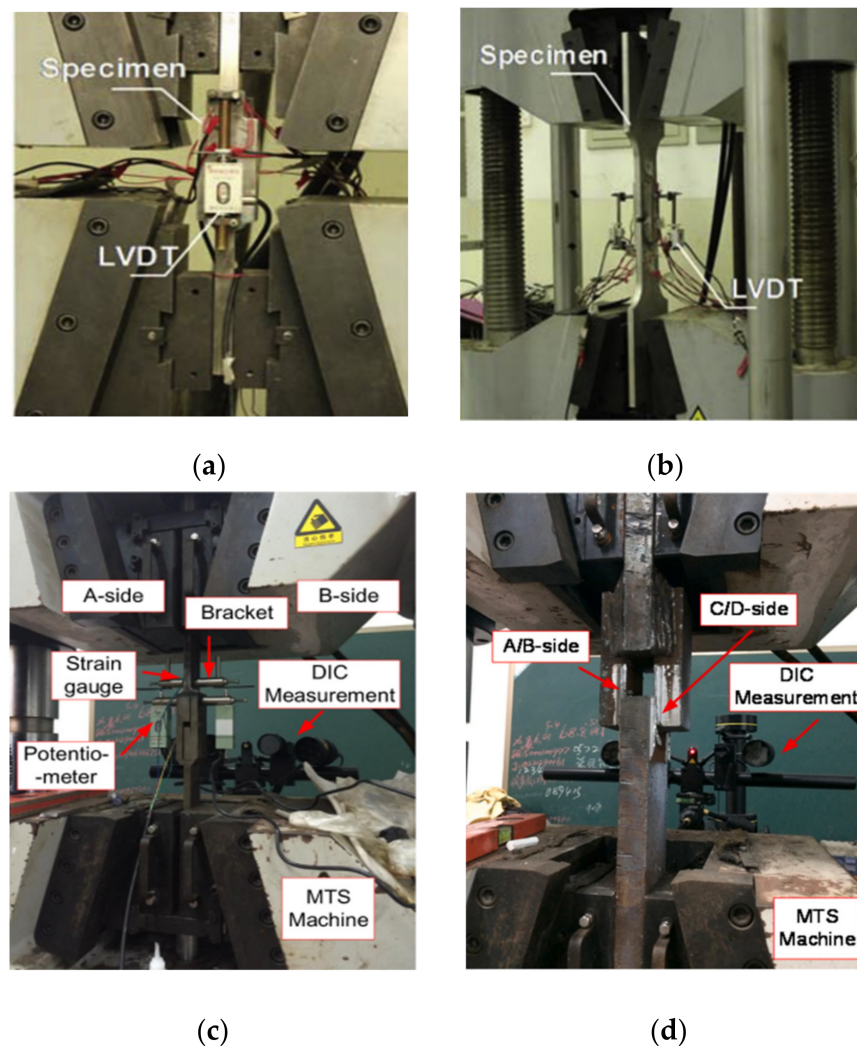 Specimen
LVDT
(a)
Specimen
LVDT
(b)
A-side
B-side
Bracket
Strain
gauge
DIC
Measurement
Potentio-
-meter
MTS
Machine
(c)
C/D-side
A/B-side
DIC
Measurement
089415
MTS
Machine
(d)